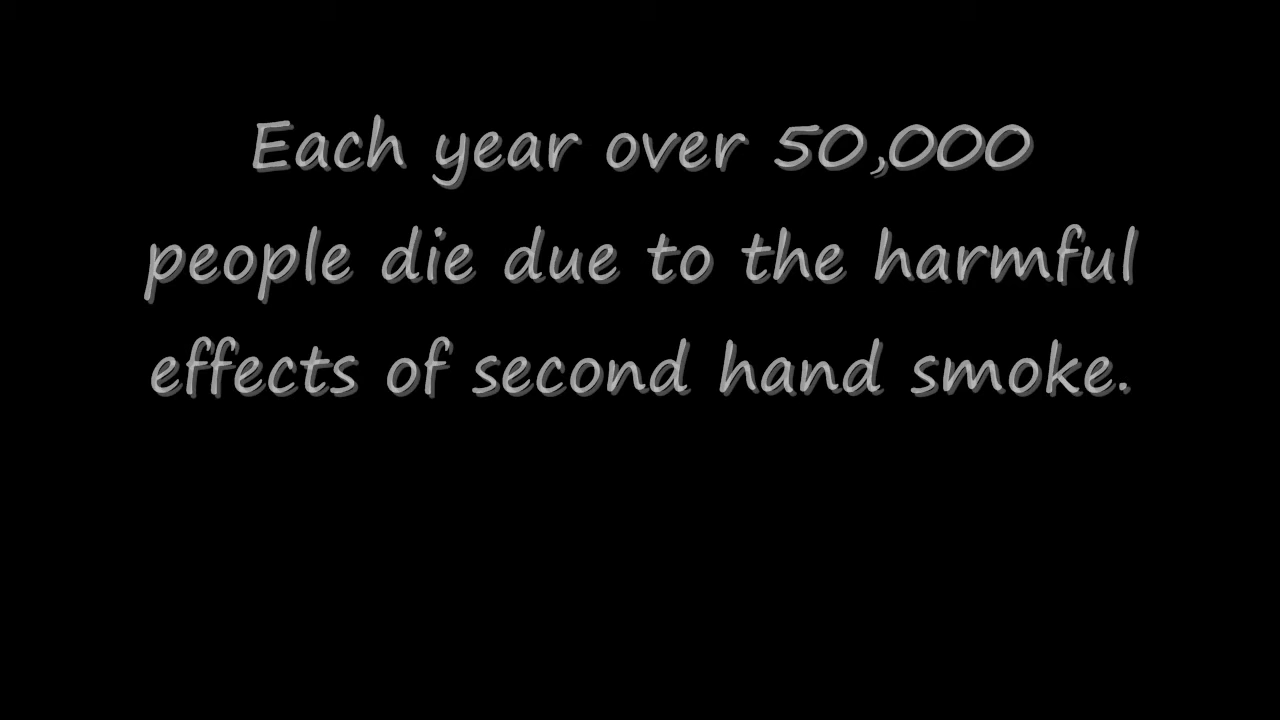 Each year over 50,000
people die due to the harmful
effects of second hand smoke.